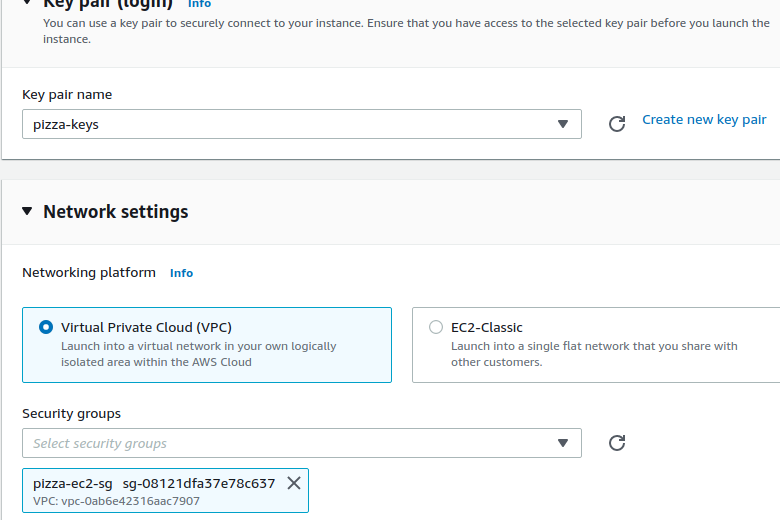 Key pair (login) Info
You can use a key pair to securely connect to your instance. Ensure that you have access to the selected key pair before you launch the
instance.
Key pair name
pizza-keys
Create new key pair
Network settings
Networking platform Info
Virtual Private Cloud (VPC)
Launch into a virtual network in your own logically
isolated area within the AWS Cloud
EC2-Classic
Launch into a single flat network that you share with
other customers.
Security groups
Select security groups
pizza-ec2-sg sg-08121dfa37e78c637
VPC: vpc-0ab6e42316aac7907